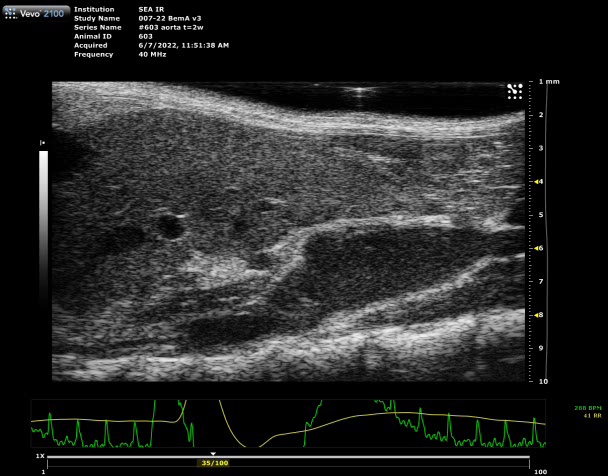 Vevo 2100
Institution SEA IR
Study Name 007-22 BemA v3
Series Name #603 aorta t=2w
Animal ID 603
Acquired 6/7/2022, 11:51:38 AM
Frequency 40 MHz
1 mm
2
3
4
5
6
7
8
9
10
288 BPM
41 RR
1X
35/100
1
100